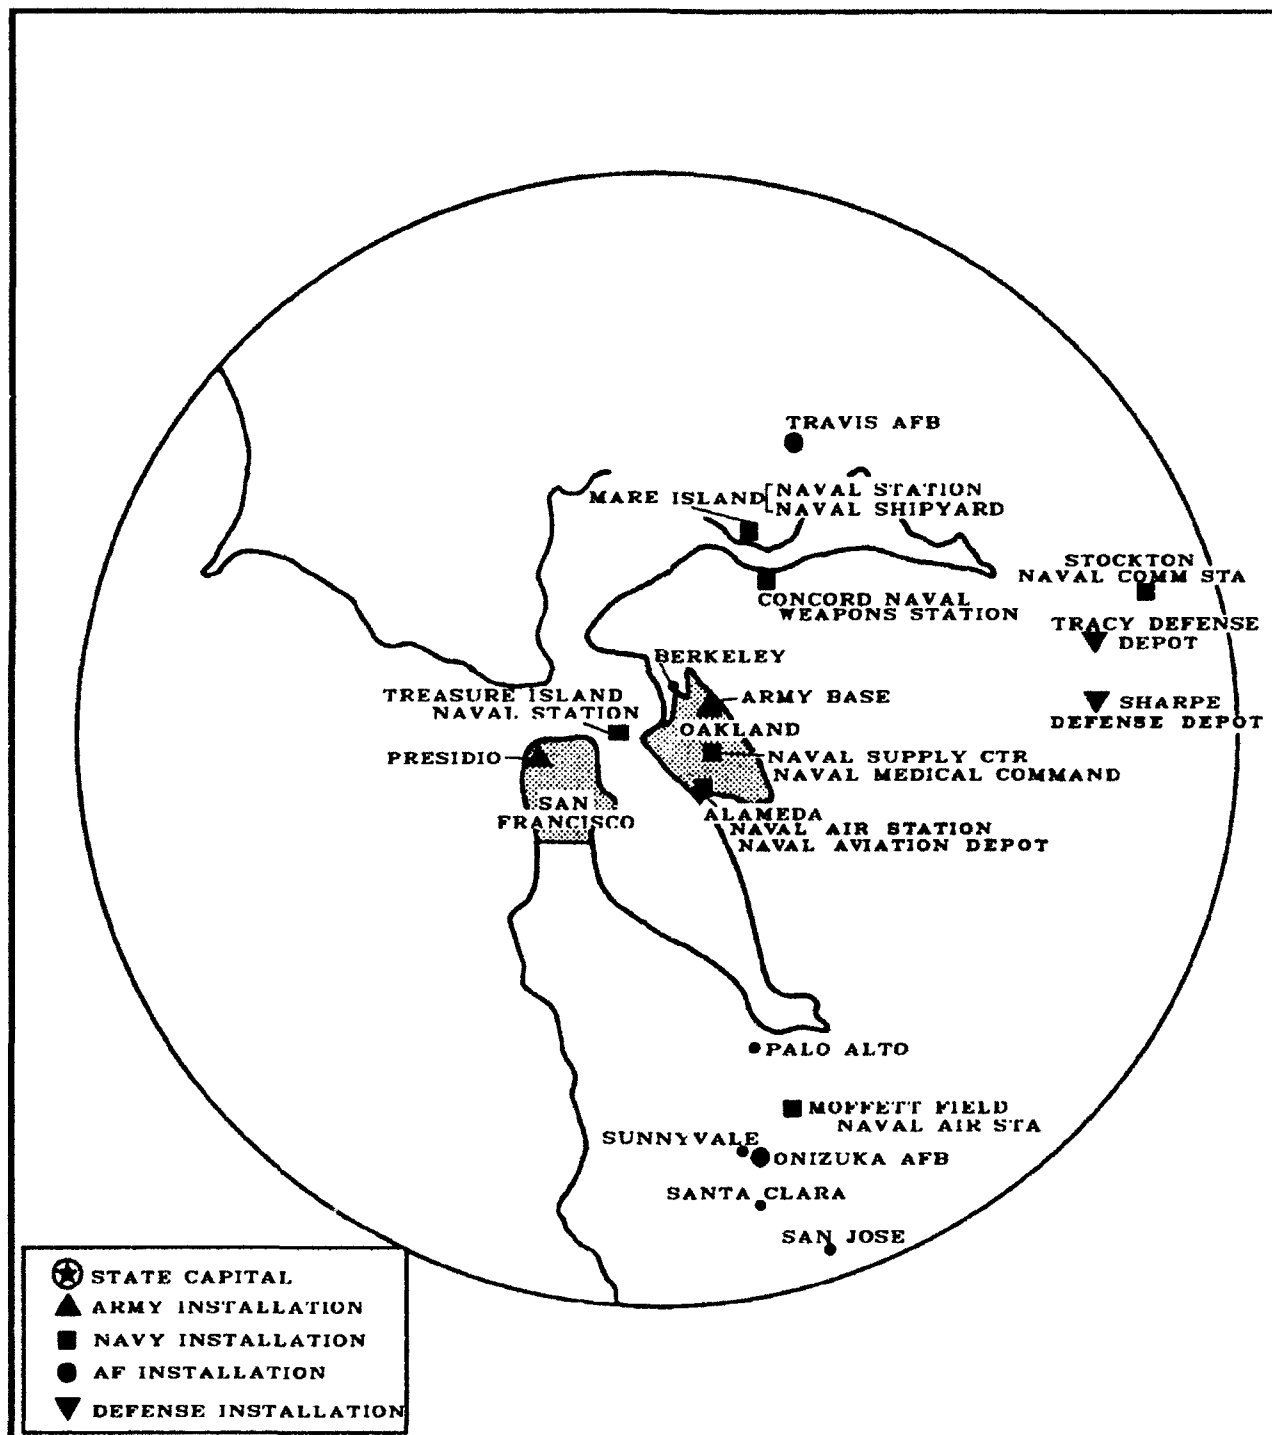 TRAVIS AFB
MARE ISLAND
NAVAL STATION
NAVAL SHIPYARD
STOCKTON
NAVAL COMM STA
CONCORD NAVAL
WEAPONS STATION
TRACY DEFENSE
DEPOT
BERKELEY
TREASURE ISLAND
NAVAL STATION
ARMY BASE
SHARPE
DEFENSE DEPOT
OAKLAND
PRESIDIO
NAVAL SUPPLY CTR
NAVAL MEDICAL COMMAND
SAN
FRANCISCO
ALAMEDA
NAVAL AIR STATION
NAVAL AVIATION DEPOT
PALO ALTO
MOFFETT FIELD
NAVAL AIR STA
SUNNYVALE
ONIZUKA AFB
SANTA CLARA
SAN JOSE
STATE CAPITAL
ARMY INSTALLATION
NAVY INSTALLATION
AF INSTALLATION
DEFENSE INSTALLATION